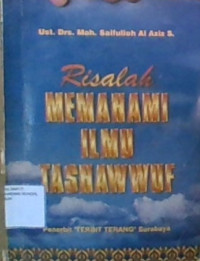 Ust. Drs. Moh. Saifulloh Al Aziz S.
Risalah
MEMAHAMI
ILMU
TASHAWWUF
Penerbit "TERBIT TERANG" Surabaya